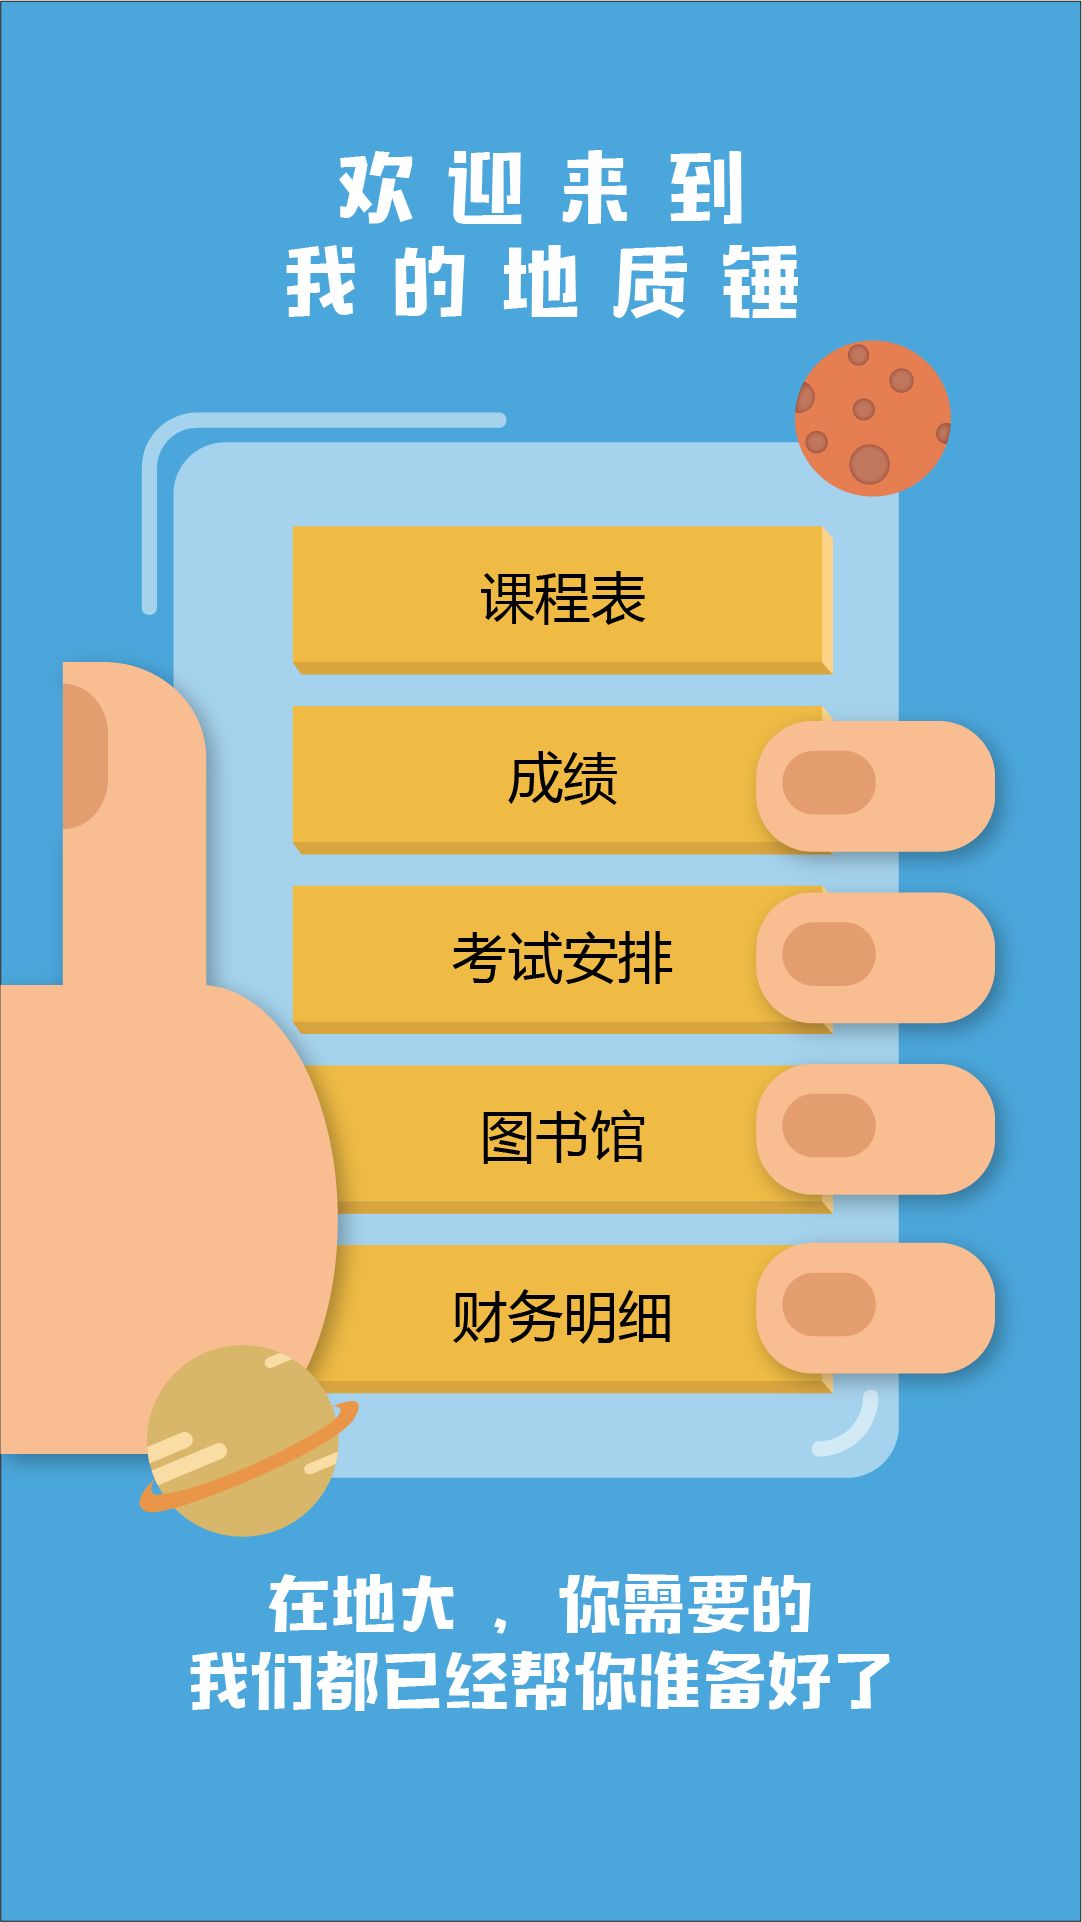 欢迎来到
我的地质锤
课程表
成绩
考试安排
图书馆
财务明细
在地大，你需要的
我们都已经帮你准备好了